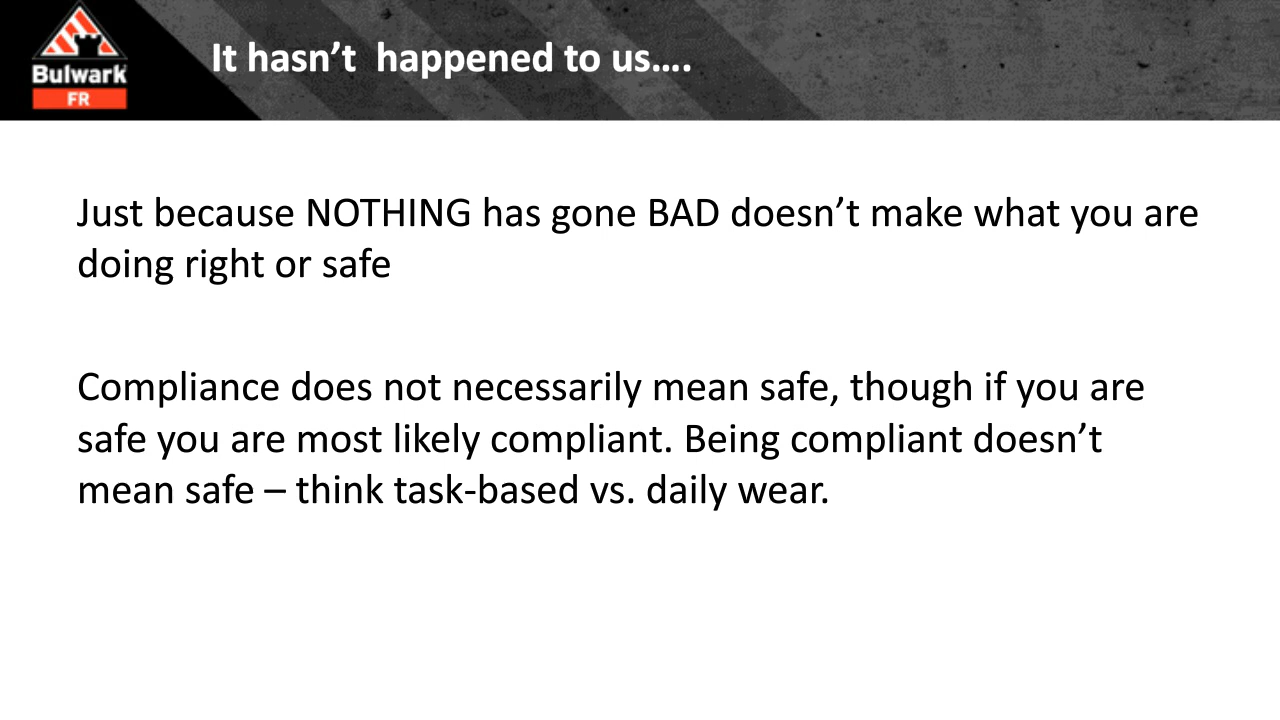 Bulwark
FR
It hasn’t  happened to us….
Just because NOTHING has gone BAD doesn’t make what you are
doing right or safe
Compliance does not necessarily mean safe, though if you are
safe you are most likely compliant. Being compliant doesn’t
mean safe – think task-based vs. daily wear.